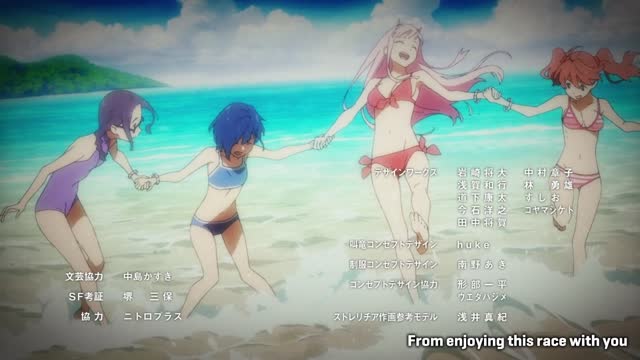 デザインワークス 岩﨑将大 中村章子
浅賀和行 林 勇雄
道下康太 すしお
今石洋之 コヤマシゲト
田中将賀
叫竜コンセプトデザイン huke
制服コンセプトデザイン 南野あき
コンセプトデザイン協力 形部一平
ウエダハジメ
ストレリチア作画参考モデル 浅井真紀
文芸協力 中島かずき
SF考証 堺 三保
協力 ニトロプラス
From enjoying this race with you